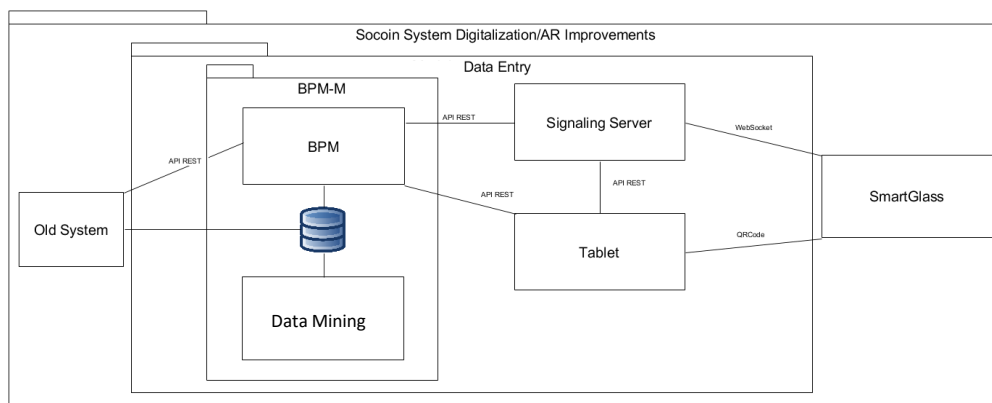 Socoin System Digitalization/AR Improvements
Data Entry
BPM-M
BPM
API REST
Signaling Server
WebSocket
API REST
API REST
API REST
SmartGlass
Old System
Tablet
QRCode
Data Mining